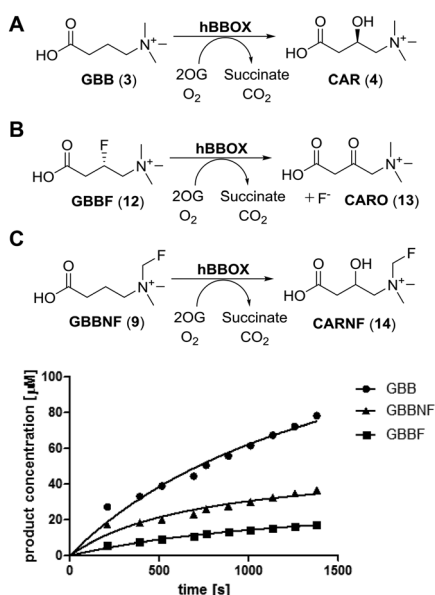 A
HO
O
N+
GBB (3)
hBBOX
2OG
O2
Succinate
CO2
HO
O
OH
N+
CAR (4)
B
HO
O
F
N+
GBBF (12)
hBBOX
2OG
O2
Succinate
CO2
HO
O
O
N+
+ F-
CARO (13)
C
HO
O
F
N+
GBBNF (9)
hBBOX
2OG
O2
Succinate
CO2
HO
O
OH
F
N+
CARNF (14)
product concentration [µM]
100
80
60
40
20
0
0
500
1000
1500
time [s]
GBB
GBBNF
GBBF